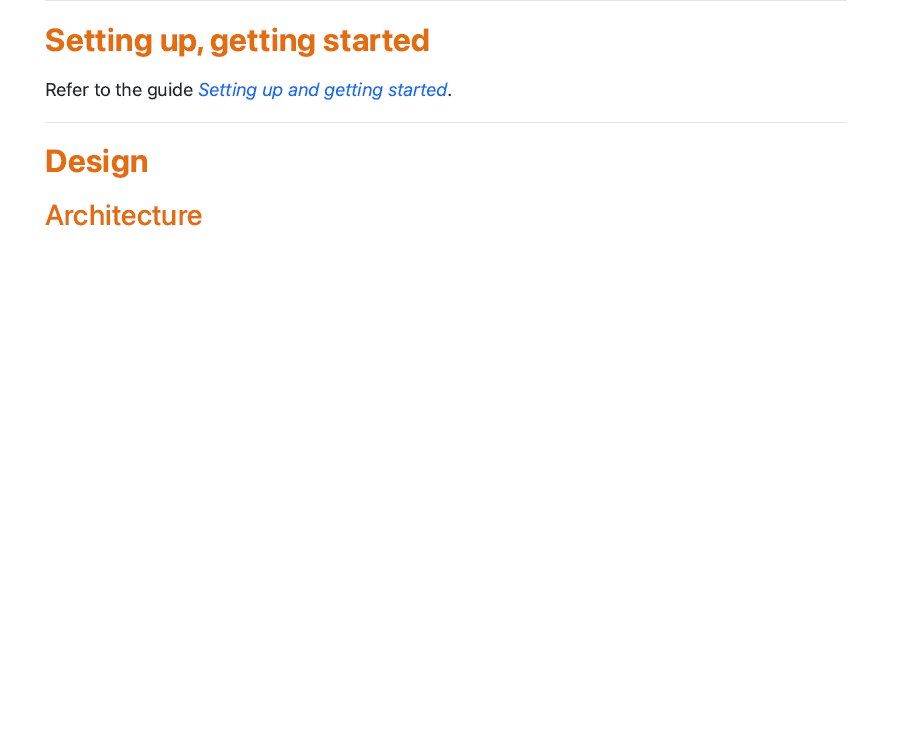 Setting up, getting started
Refer to the guide Setting up and getting started.
Design
Architecture